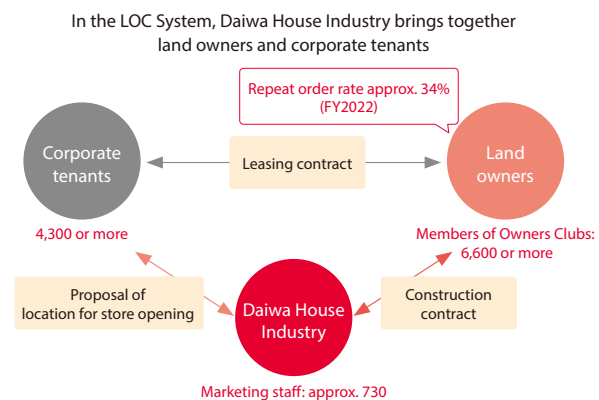 In the LOC System, Daiwa House Industry brings together
land owners and corporate tenants
Repeat order rate approx. 34%
(FY2022)
Corporate
tenants
Leasing contract
Land
owners
4,300 or more
Members of Owners Clubs:
6,600 or more
Proposal of
location for store opening
Daiwa House
Industry
Construction
contract
Marketing staff: approx. 730